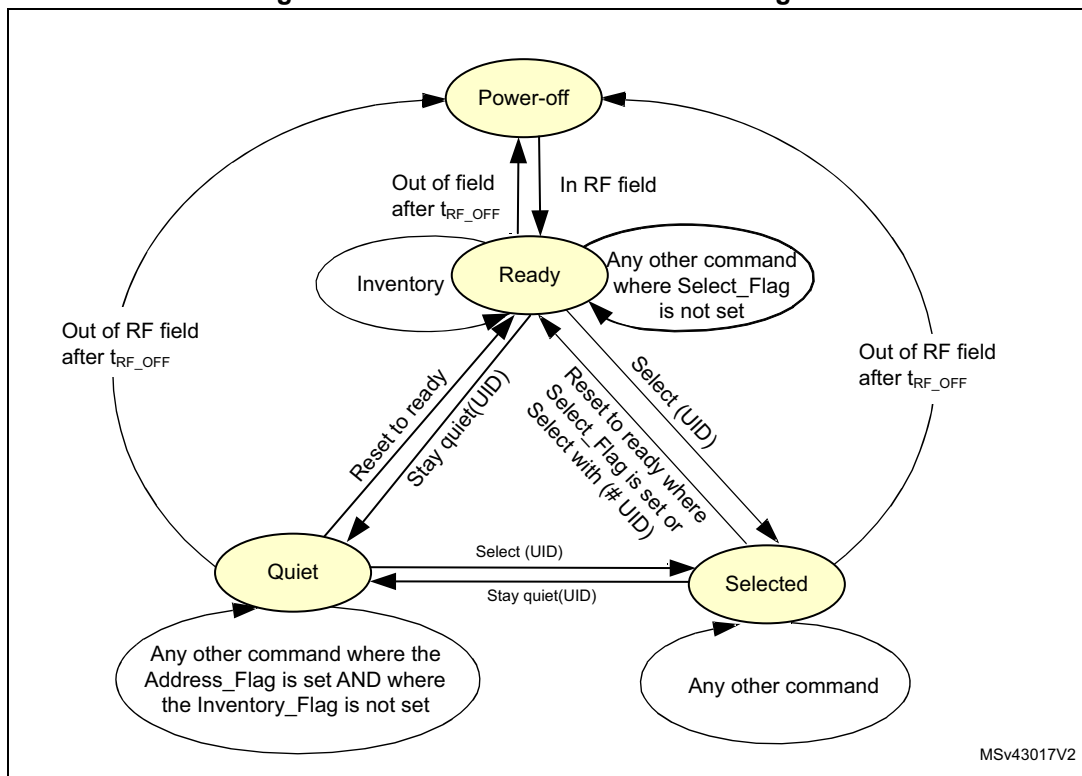 Power-off
Out of field
after tRF_OFF
In RF field
Ready
Inventory
Any other command
where Select_Flag
is not set
Out of RF field
after tRF_OFF
Out of RF field
after tRF_OFF
Reset to ready
Stay quiet(UID)
Select (UID)
Reset to ready where
Select_Flag is set or
Select with (# UID)
Quiet
Select (UID)
Stay quiet(UID)
Selected
Any other command where the
Address_Flag is set AND where
the Inventory_Flag is not set
Any other command
MSv43017V2